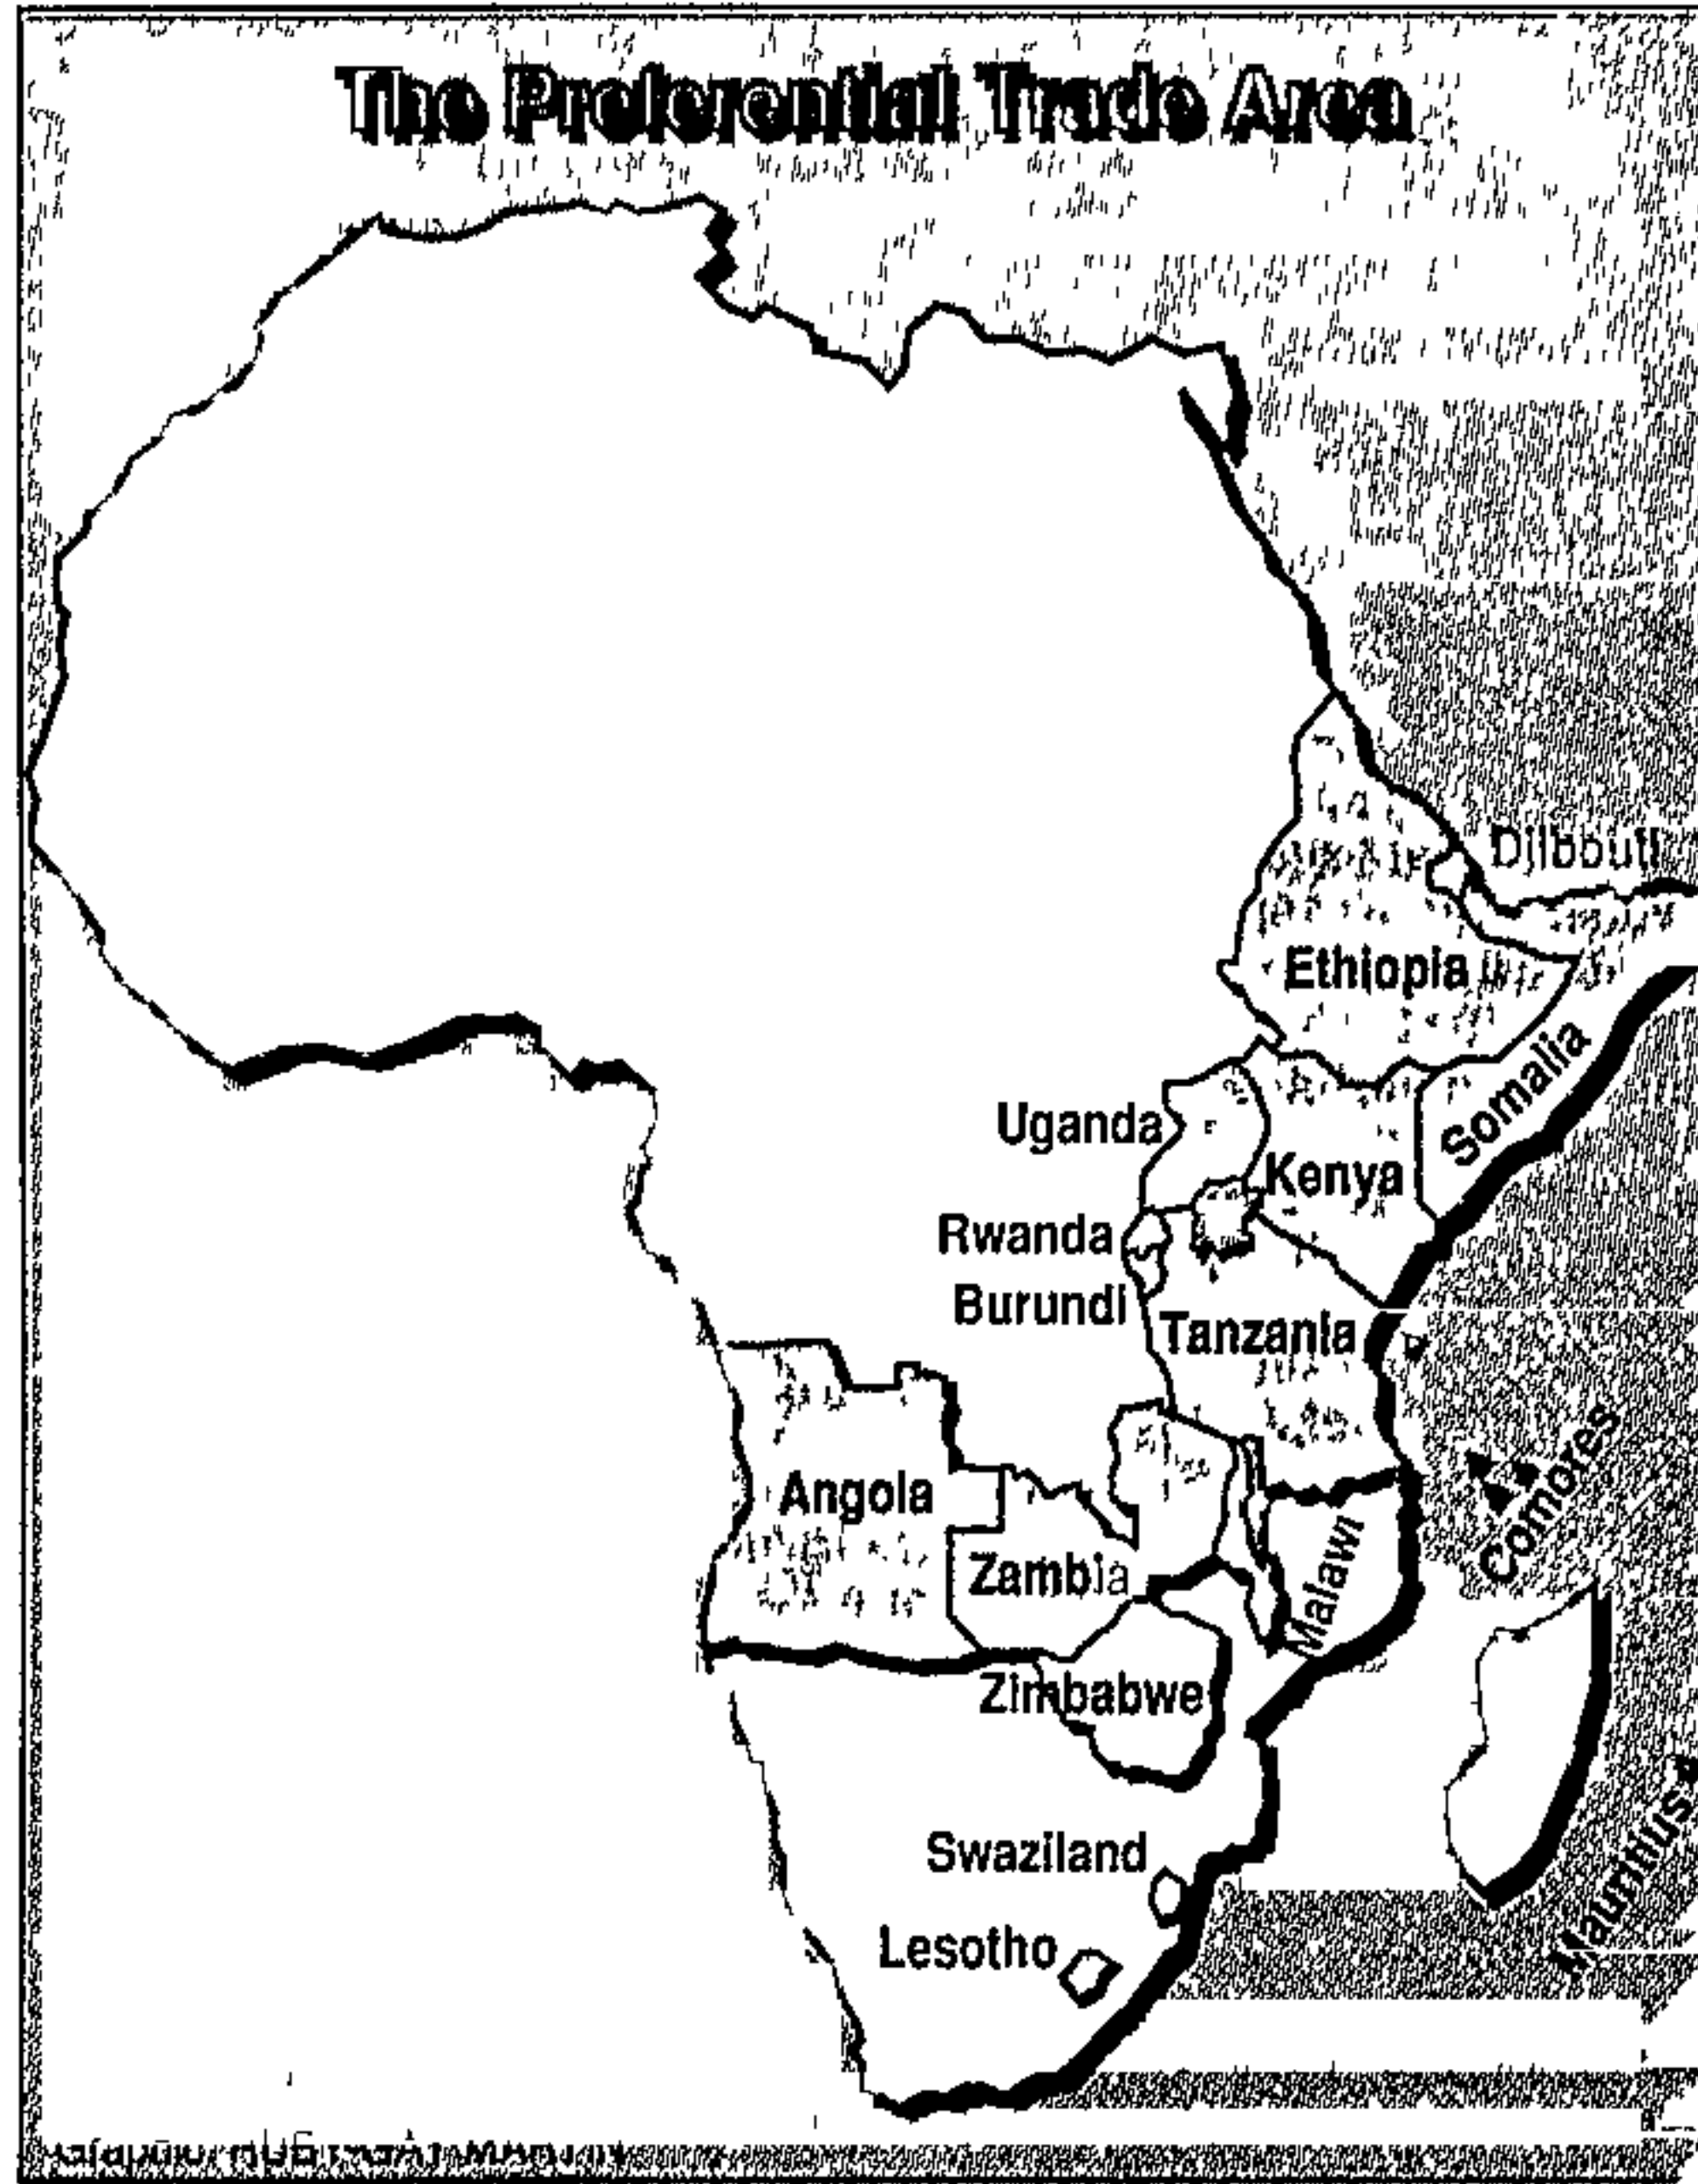 The Preferential Trade Area
Djibouti
Ethiopia
Somalia
Uganda
Kenya
Rwanda
Burundi
Tanzania
Comores
Angola
Malawi
Zambia
Zimbabwe
Mauritius
Swaziland
Lesotho